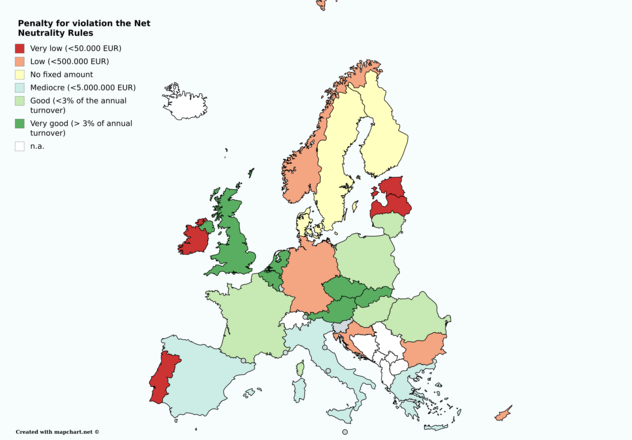 Penalty for violation the Net
Neutrality Rules
Very low (<50.000 EUR)
Low (<500.000 EUR)
No fixed amount
Mediocre (<5.000.000 EUR)
Good (<3% of the annual
turnover)
Very good (> 3% of annual
turnover)
n.a.
Created with mapchart.net ©